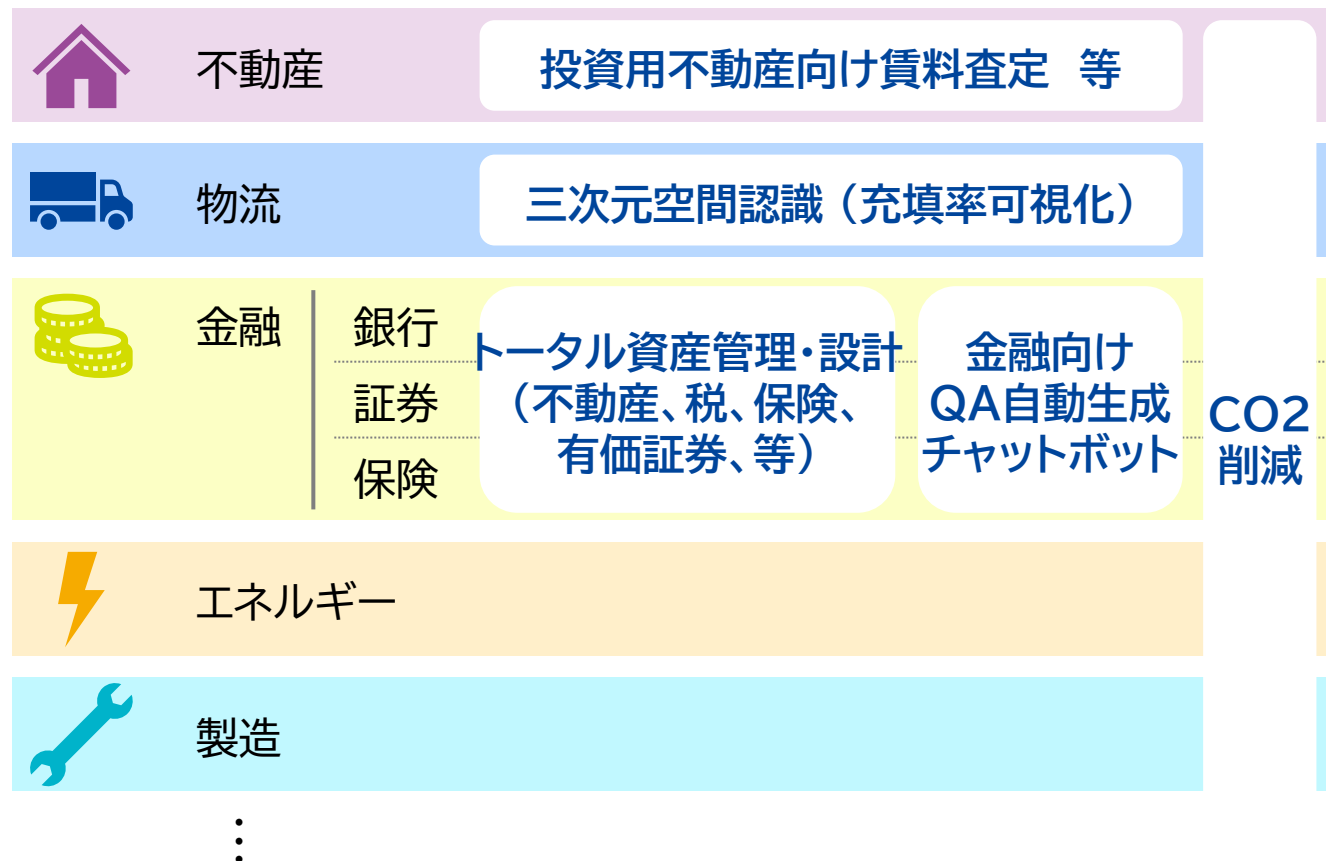 不動産
投資用不動産向け賃料査定 等
物流
三次元空間認識（充填率可視化）
金融
銀行
証券
保険
トータル資産管理・設計
（不動産、税、保険、
有価証券、等）
金融向け
QA自動生成
チャットボット
CO2
削減
エネルギー
製造
⋮